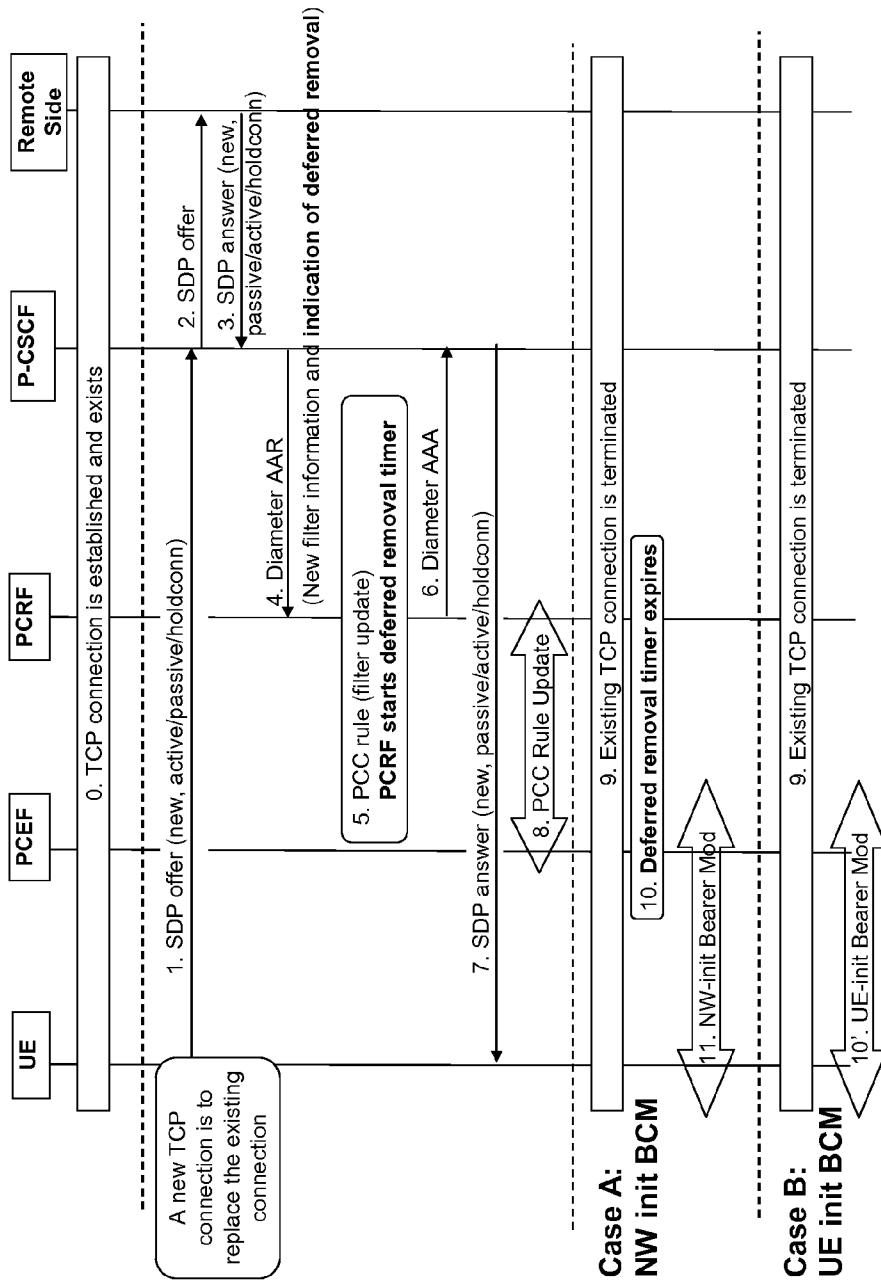 UE
PCEF
PCRF
P-CSCF
Remote
Side
0. TCP connection is established and exists
A new TCP
connection is to
replace the existing
connection
1. SDP offer (new, active/passive/holdconn)
2. SDP offer
3. SDP answer (new,
passive/active/holdconn)
4. Diameter AAR
(New filter information and indication of deferred removal)
5. PCC rule (filter update)
PCRF starts deferred removal timer
6. Diameter AAA
7. SDP answer (new, passive/active/holdconn)
8. PCC Rule Update
Case A:
NW init BCM
9. Existing TCP connection is terminated
10. Deferred removal timer expires
11. NW-init Bearer Mod
Case B:
UE init BCM
9. Existing TCP connection is terminated
10'. UE-init Bearer Mod